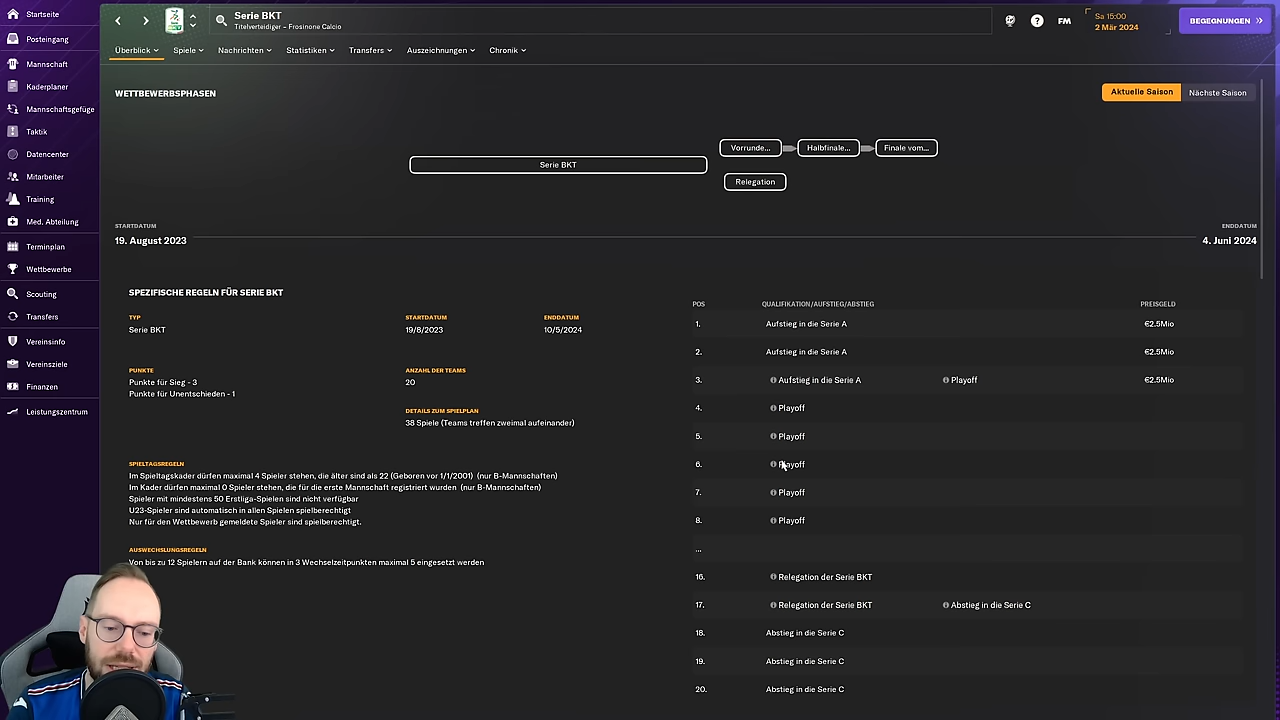 Startseite
Posteingang
Mannschaft
Kaderplaner
Mannschaftsgefüge
Taktik
Datencenter
Mitarbeiter
Training
Med. Abteilung
Terminplan
Wettbewerbe
Scouting
Transfers
Vereinsinfo
Vereinsziele
Finanzen
Leistungszentrum
Serie BKT
Titelverteidiger – Frosinone Calcio
?
FM
Sa 15:00
2 Mär 2024
BEGEGNUNGEN
Überblick
Spiele
Nachrichten
Statistiken
Transfers
Auszeichnungen
Chronik
WETTBEWERBSPHASEN
Aktuelle Saison
Nächste Saison
Serie BKT
Vorrunde...
Halbfinale...
Finale vom...
Relegation
STARTDATUM
19. August 2023
ENDDATUM
4. Juni 2024
SPEZIFISCHE REGELN FÜR SERIE BKT
TYP
Serie BKT
STARTDATUM
19/8/2023
ENDDATUM
10/5/2024
PUNKTE
Punkte für Sieg - 3
Punkte für Unentschieden - 1
ANZAHL DER TEAMS
20
DETAILS ZUM SPIELPLAN
38 Spiele (Teams treffen zweimal aufeinander)
SPIELTAGSREGELN
Im Spieltagskader dürfen maximal 4 Spieler stehen, die älter sind als 22 (Geboren vor 1/1/2001) (nur B-Mannschaften)
Im Kader dürfen maximal 0 Spieler stehen, die für die erste Mannschaft registriert wurden (nur B-Mannschaften)
Spieler mit mindestens 50 Erstliga-Spielen sind nicht verfügbar
U23-Spieler sind automatisch in allen Spielen spielberechtigt
Nur für den Wettbewerb gemeldete Spieler sind spielberechtigt.
AUSWECHSLUNGSREGELN
Von bis zu 12 Spielern auf der Bank können in 3 Wechselzeitpunkten maximal 5 eingesetzt werden
POS QUALIFIKATION/AUFSTIEG/ABSTIEG PREISGELD
1. Aufstieg in die Serie A €2.5Mio
2. Aufstieg in die Serie A €2.5Mio
3. Aufstieg in die Serie A Playoff €2.5Mio
4. Playoff
5. Playoff
6. Playoff
7. Playoff
8. Playoff
...
16. Relegation der Serie BKT
17. Relegation der Serie BKT Abstieg in die Serie C
18. Abstieg in die Serie C
19. Abstieg in die Serie C
20. Abstieg in die Serie C